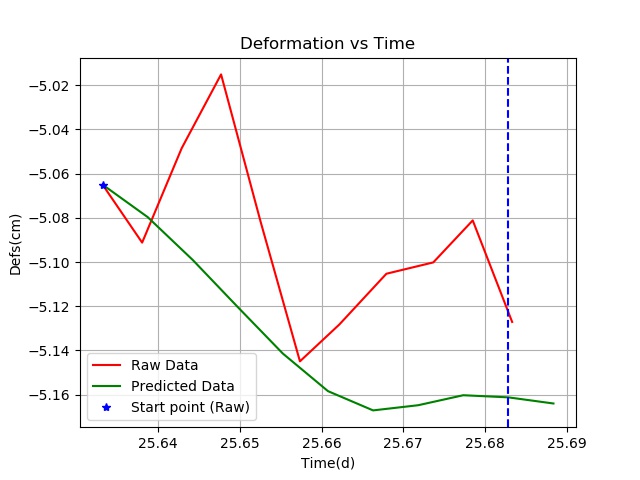 Deformation vs Time
−5.02
−5.04
−5.06
−5.08
−5.10
−5.12
−5.14
−5.16
Defs(cm)
Raw Data
Predicted Data
Start point (Raw)
25.64 25.65 25.66 25.67 25.68 25.69
Time(d)